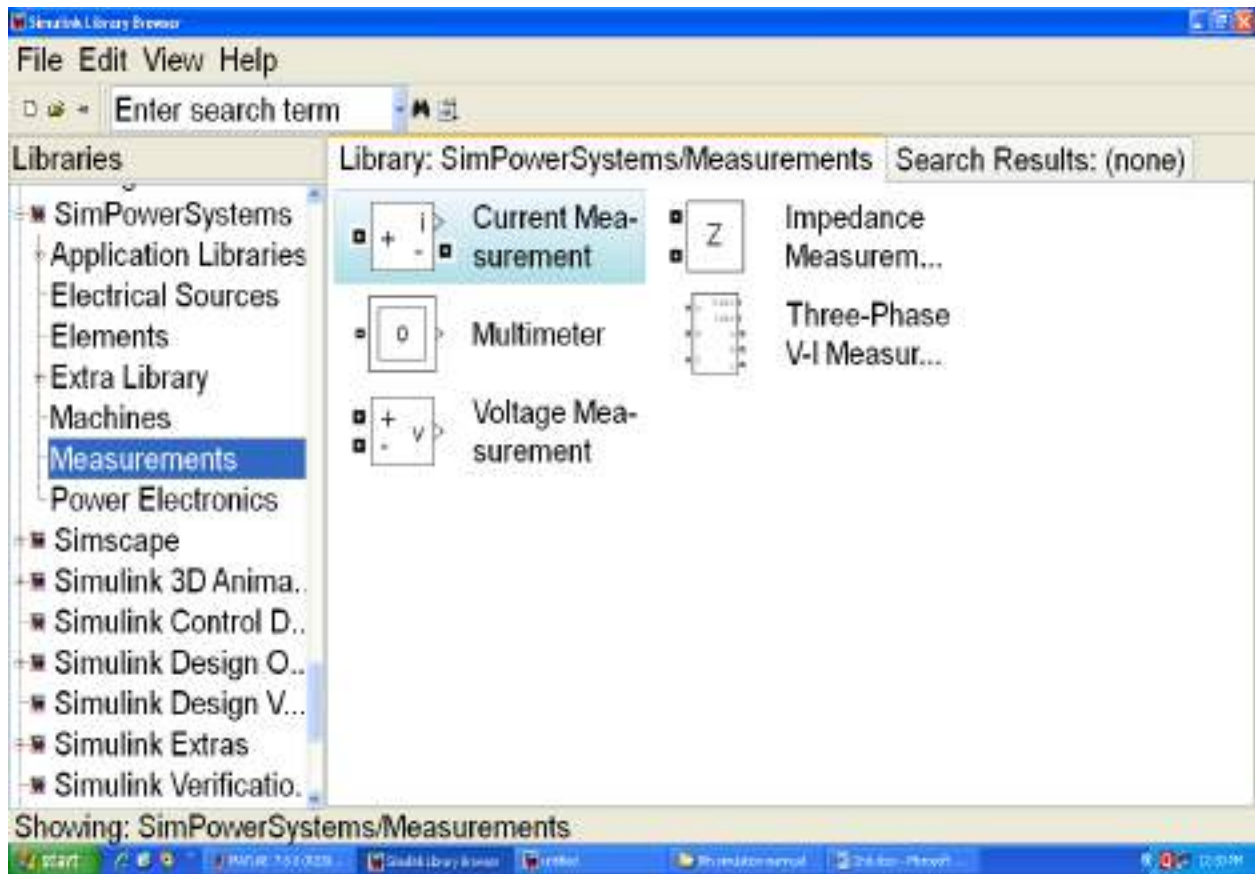 Simulink Library Browser
File Edit View Help
Enter search term
Libraries
Library: SimPowerSystems/Measurements
Search Results: (none)
SimPowerSystems
Application Libraries
Electrical Sources
Elements
Extra Library
Machines
Measurements
Power Electronics
Simscape
Simulink 3D Anima..
Simulink Control D..
Simulink Design O..
Simulink Design V...
Simulink Extras
Simulink Verificatio.
+ i -
Current Mea-
surement
Z
Impedance
Measurem...
0
Multimeter
Three-Phase
V-I Measur...
+ - v
Voltage Mea-
surement
Showing: SimPowerSystems/Measurements
start
Simulink Library Browser
untitled